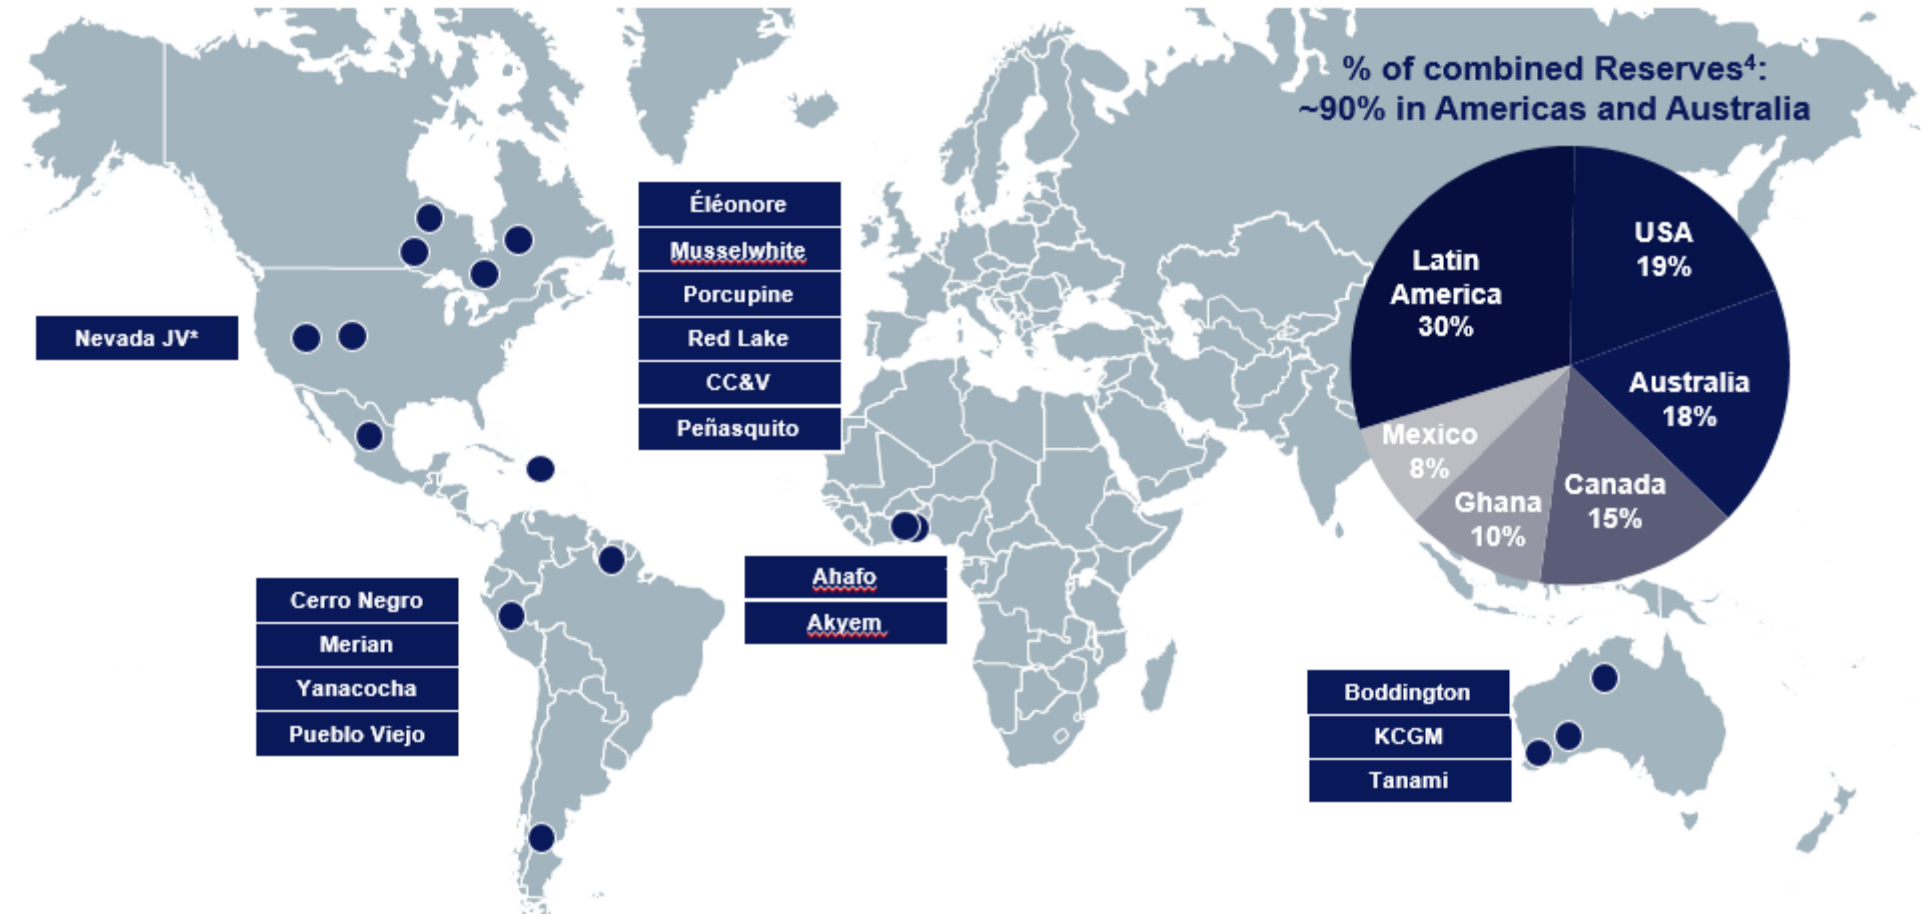 % of combined Reserves⁴:
~90% in Americas and Australia
Latin
America
30%
USA
19%
Australia
18%
Canada
15%
Ghana
10%
Mexico
8%
Nevada JV*
Éléonore
Musselwhite
Porcupine
Red Lake
CC&V
Peñasquito
Cerro Negro
Merian
Yanacocha
Pueblo Viejo
Ahafo
Akyem
Boddington
KCGM
Tanami